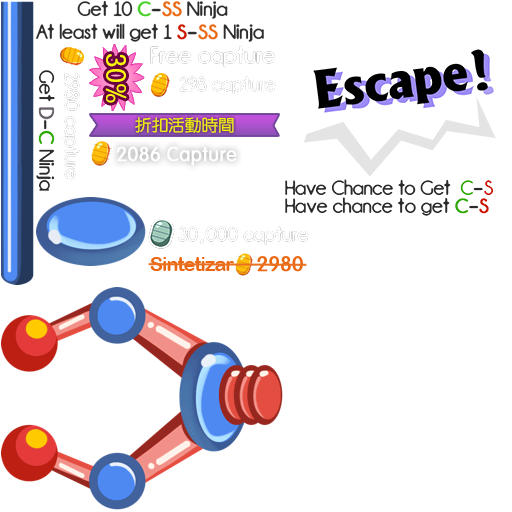 Get 10 C-SS Ninja
At least will get 1 S-SS Ninja
Free capture
30%
298 capture
2980 capture
Get D-C Ninja
折扣活動時間
2086 Capture
Escape!
Have Chance to Get C-S
Have chance to get C-S
30,000 capture
Sintetizar 2980